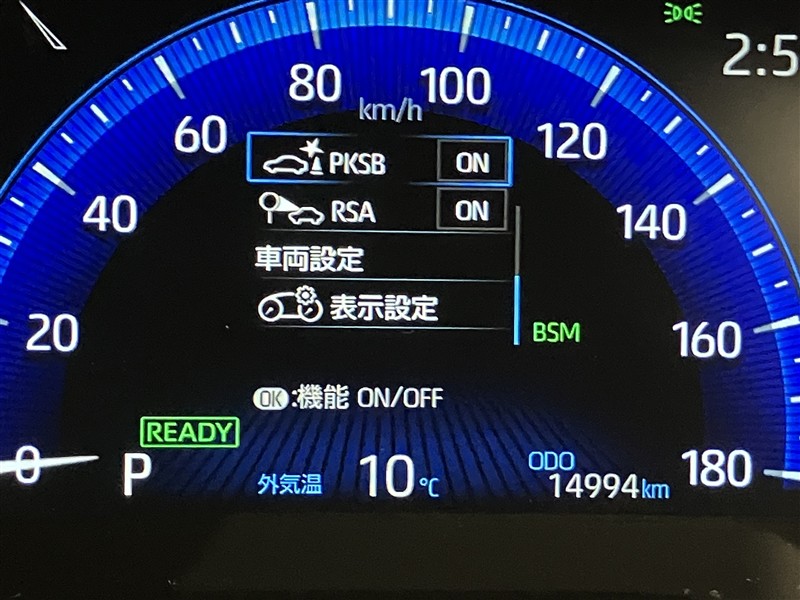 2:5
80
100
km/h
60
120
PKSB ON
40
RSA ON
140
車両設定
表示設定
20
BSM
160
OK:機能 ON/OFF
READY
0
P
外気温 10℃
ODO
14994km
180